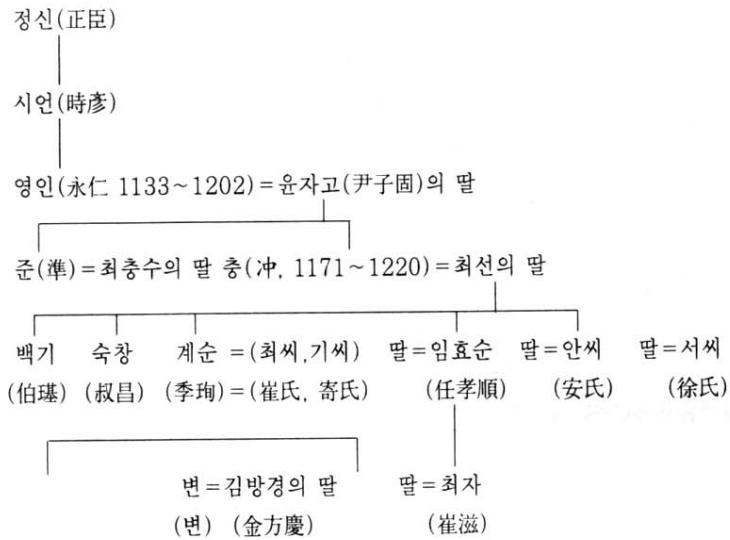 정신(正臣)
시언(時彥)
영인(永仁 1133~1202)=윤자고(尹子固)의 딸
준(準)=최충수의 딸 충(冲, 1171~1220)=최선의 딸
백기 숙창 계순 =(최씨,기씨) 딸=임효순 딸=안씨 딸=서씨
(伯琪) (叔昌) (季珣)=(崔氏, 寄氏) (任孝順) (安氏) (徐氏)
변=김방경의 딸 딸=최자
(변) (金方慶) (崔滋)